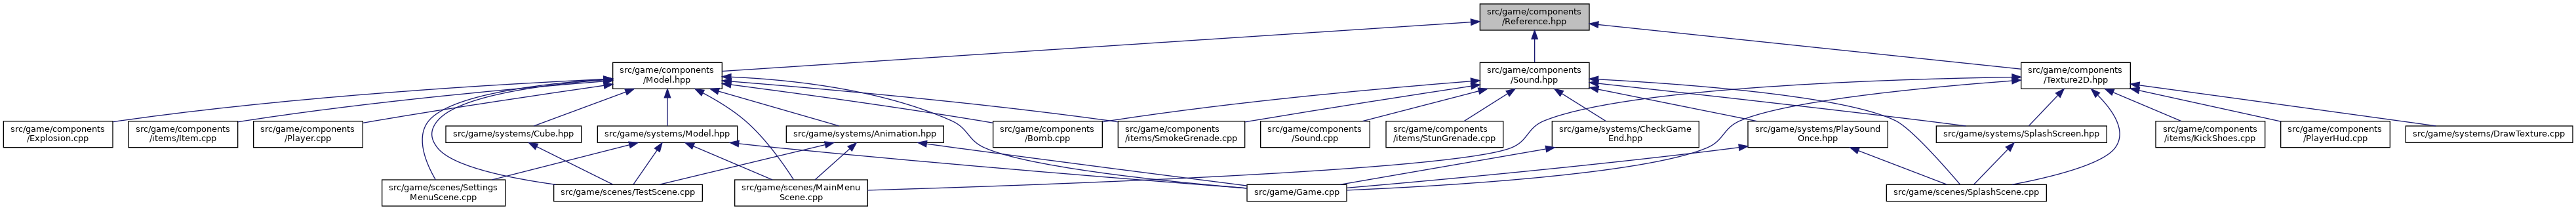 src/game/components
/Reference.hpp
src/game/components
/Model.hpp
src/game/components
/Sound.hpp
src/game/components
/Texture2D.hpp
src/game/components
/Explosion.cpp
src/game/components
/items/Item.cpp
src/game/components
/Player.cpp
src/game/systems/Cube.hpp
src/game/systems/Model.hpp
src/game/systems/Animation.hpp
src/game/components
/Bomb.cpp
src/game/components
/items/SmokeGrenade.cpp
src/game/components
/Sound.cpp
src/game/components
/items/StunGrenade.cpp
src/game/systems/CheckGame
End.hpp
src/game/systems/PlaySound
Once.hpp
src/game/systems/SplashScreen.hpp
src/game/components
/items/KickShoes.cpp
src/game/components
/PlayerHud.cpp
src/game/systems/DrawTexture.cpp
src/game/scenes/Settings
MenuScene.cpp
src/game/scenes/TestScene.cpp
src/game/scenes/MainMenu
Scene.cpp
src/game/Game.cpp
src/game/scenes/SplashScene.cpp